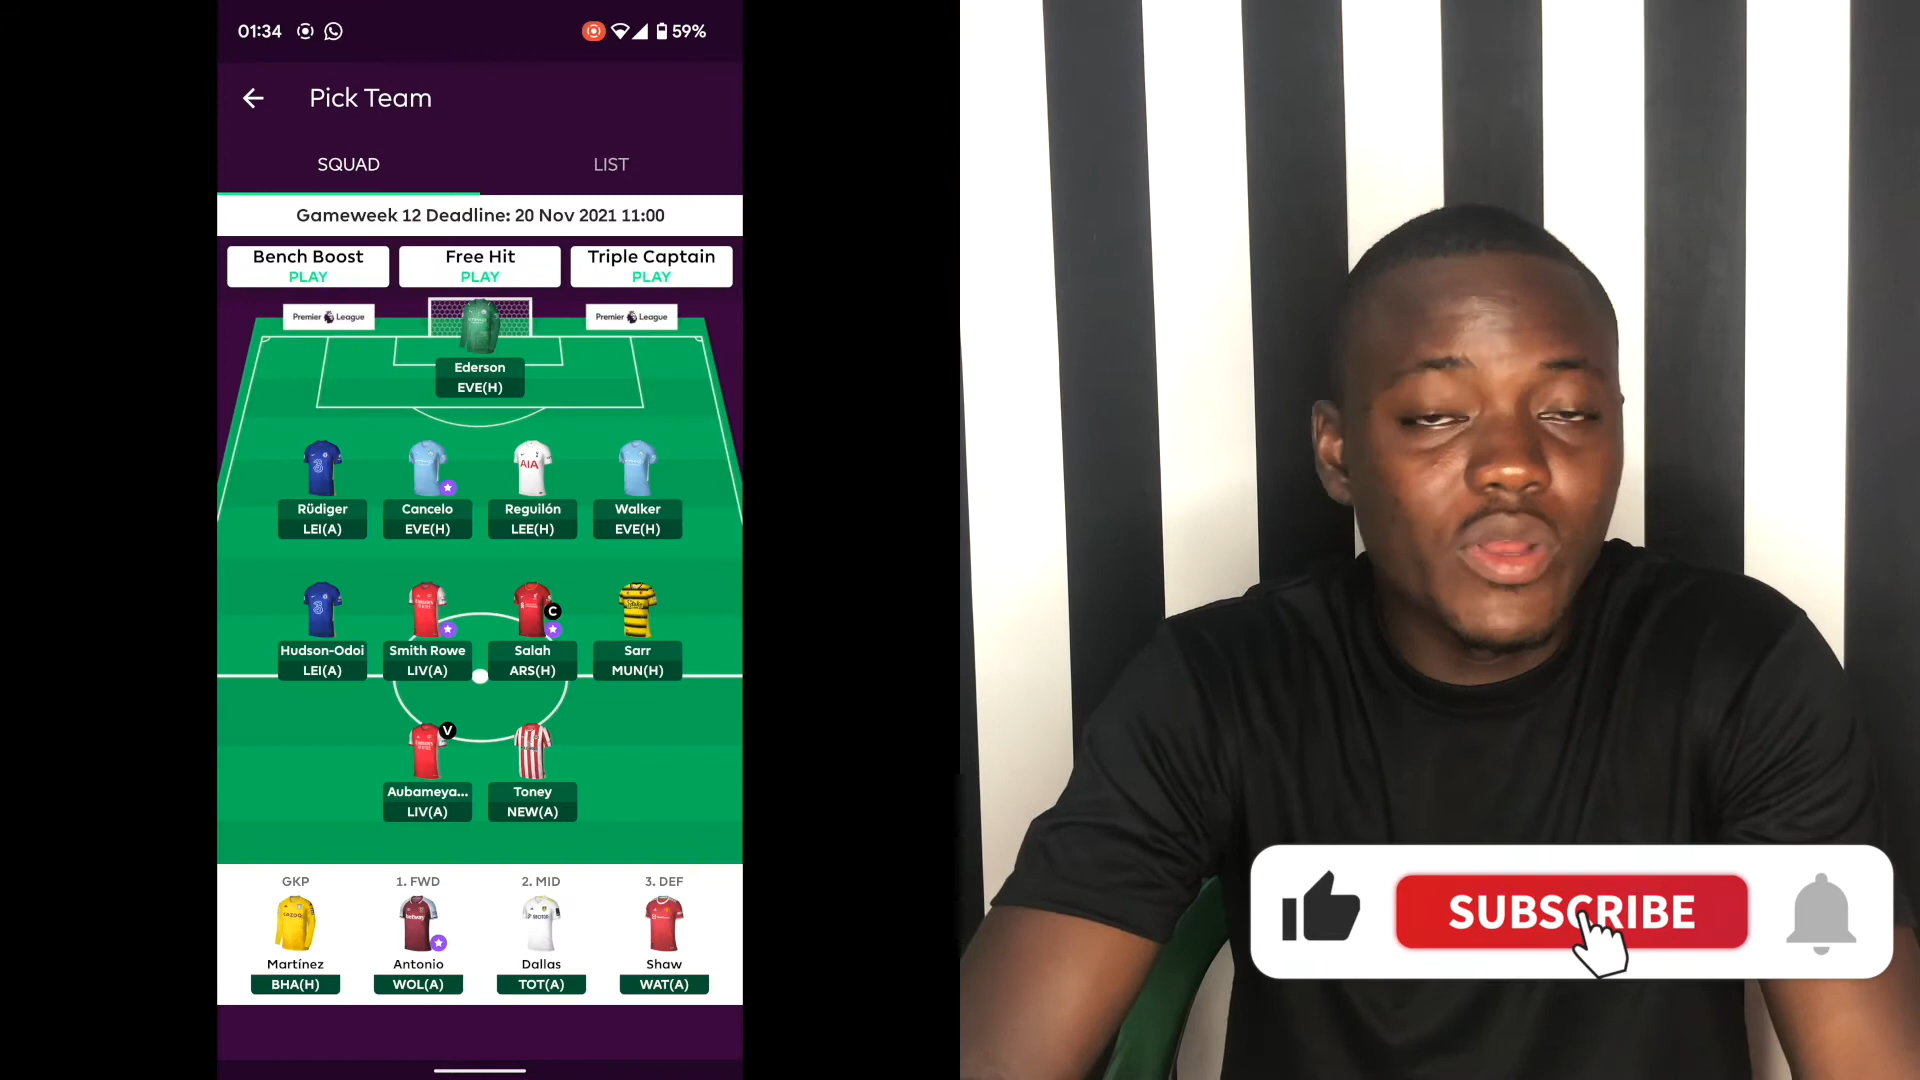 01:34 59%
Pick Team
SQUAD LIST
Gameweek 12 Deadline: 20 Nov 2021 11:00
Bench Boost Free Hit Triple Captain
PLAY PLAY PLAY
Premier League Premier League
Ederson
EVE(H)
AIA
Rüdiger Cancelo Reguilón Walker
LEI(A) EVE(H) LEE(H) EVE(H)
C
Hudson-Odoi Smith Rowe Salah Sarr
LEI(A) LIV(A) ARS(H) MUN(H)
V
Aubameya... Toney
LIV(A) NEW(A)
GKP 1. FWD 2. MID 3. DEF
Martínez Antonio Dallas Shaw
BHA(H) WOL(A) TOT(A) WAT(A)
SUBSCRIBE